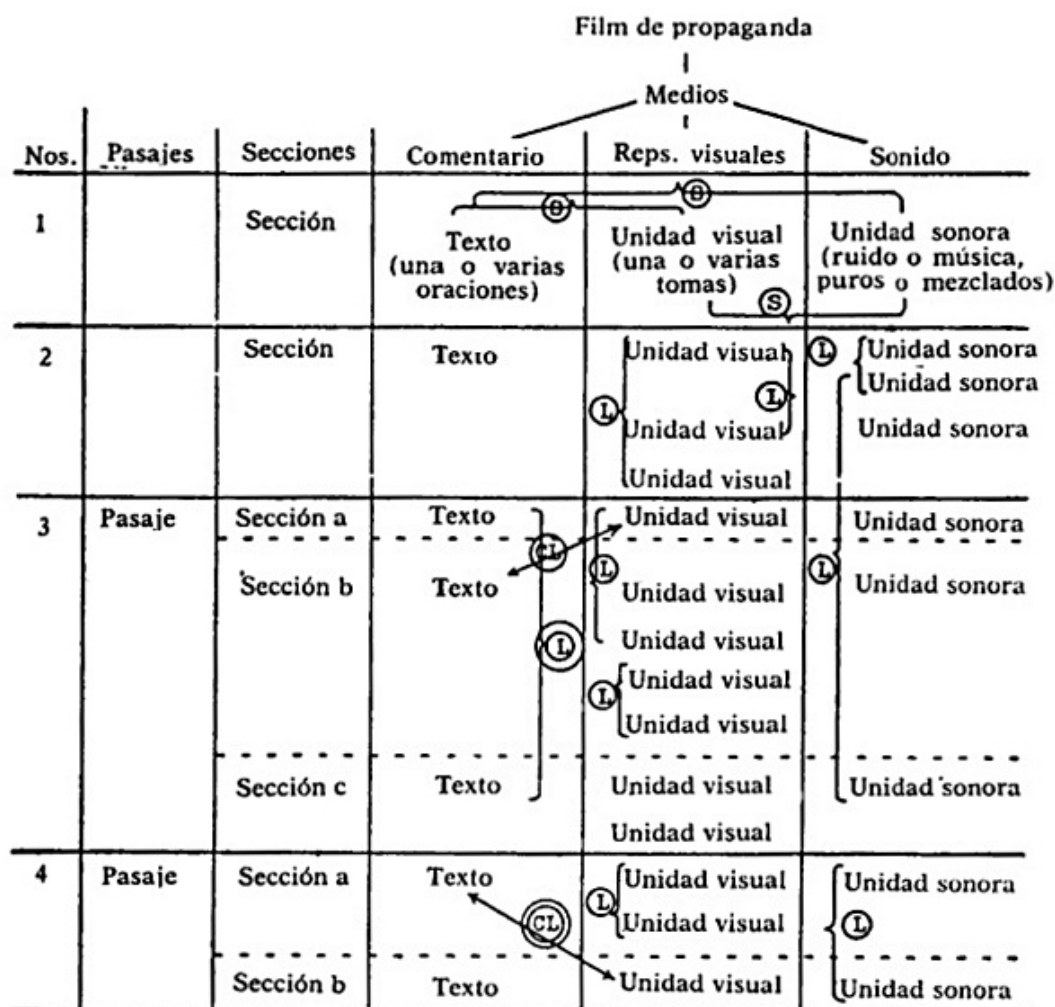 Film de propaganda
Medios
Nos. Pasajes Secciones Comentario Reps. visuales Sonido
1 Sección Texto (una o varias oraciones) Unidad visual (una o varias tomas) Unidad sonora (ruido o música, puros o mezclados)
S S
S
2 Sección Texto Unidad visual L Unidad sonora
Unidad sonora
L L
Unidad visual Unidad sonora
Unidad visual
3 Pasaje Sección a Texto Unidad visual Unidad sonora
CL L L
Sección b Texto Unidad visual Unidad sonora
L Unidad visual
Unidad visual
L
Unidad visual
Sección c Texto Unidad visual Unidad sonora
Unidad visual
4 Pasaje Sección a Texto Unidad visual Unidad sonora
L
CL Unidad visual L
Sección b Texto Unidad visual Unidad sonora